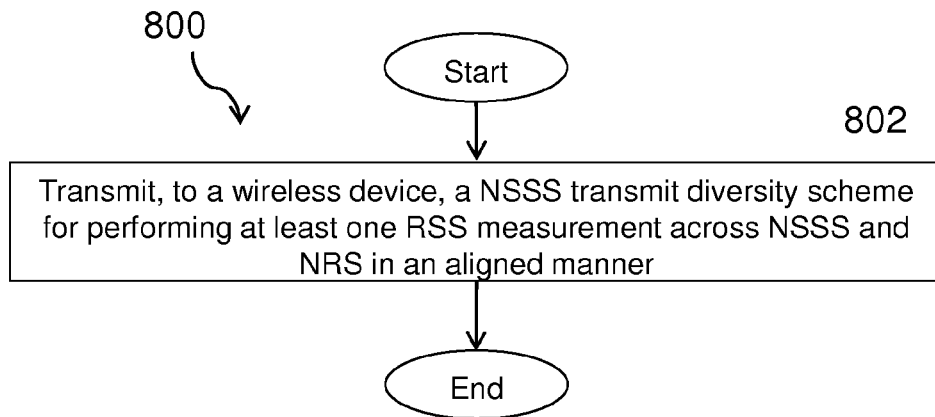 800
Start
802
Transmit, to a wireless device, a NSSS transmit diversity scheme
for performing at least one RSS measurement across NSSS and
NRS in an aligned manner
End